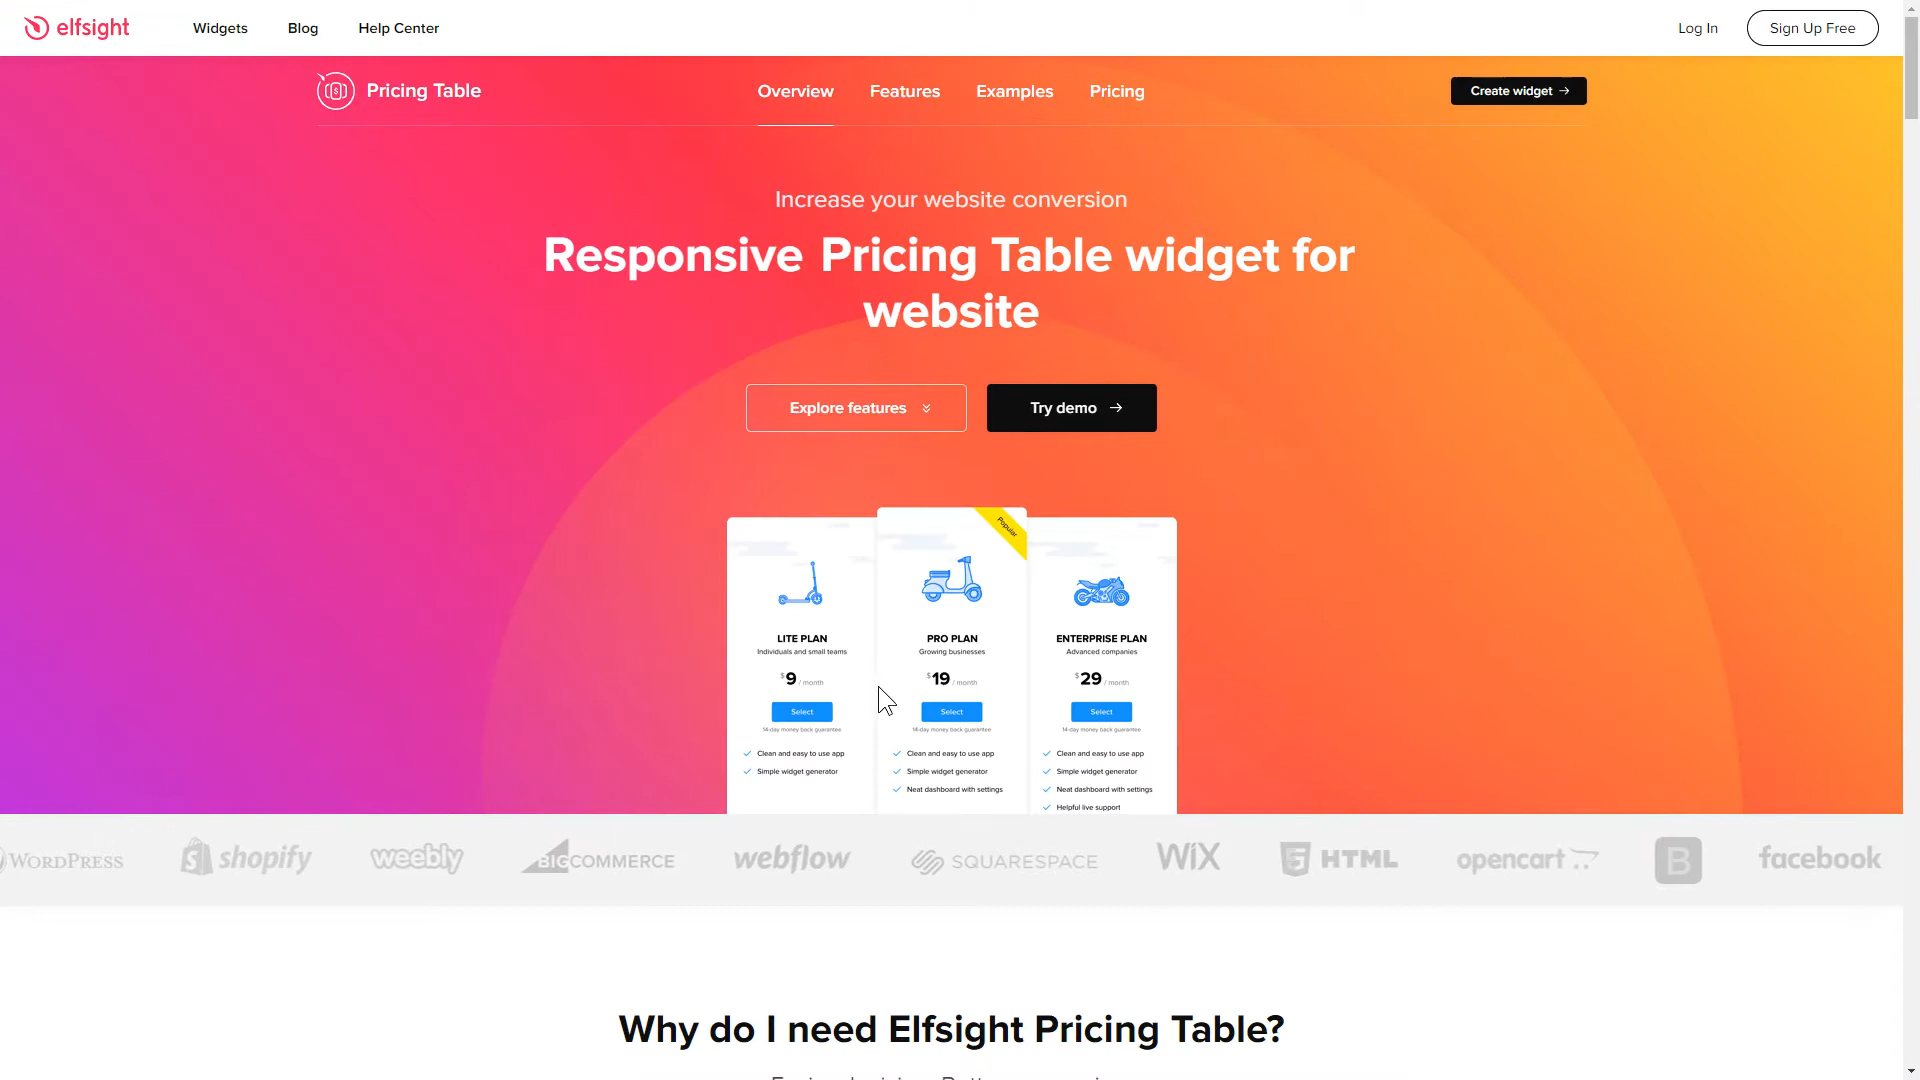 elfsight
Widgets
Blog
Help Center
Log In
Sign Up Free
Pricing Table
Overview
Features
Examples
Pricing
Create widget →
Increase your website conversion
Responsive Pricing Table widget for
website
Explore features
Try demo →
Popular
LITE PLAN
Individuals and small teams
$9 / month
Select
14-day money back guarantee
Clean and easy to use app
Simple widget generator
PRO PLAN
Growing businesses
$19 / month
Select
14-day money back guarantee
Clean and easy to use app
Simple widget generator
Neat dashboard with settings
ENTERPRISE PLAN
Advanced companies
$29 / month
Select
14-day money back guarantee
Clean and easy to use app
Simple widget generator
Neat dashboard with settings
Helpful live support
WORDPRESS
shopify
weebly
BIGCOMMERCE
webflow
SQUARESPACE
WiX
HTML
opencart
B
facebook
Why do I need Elfsight Pricing Table?